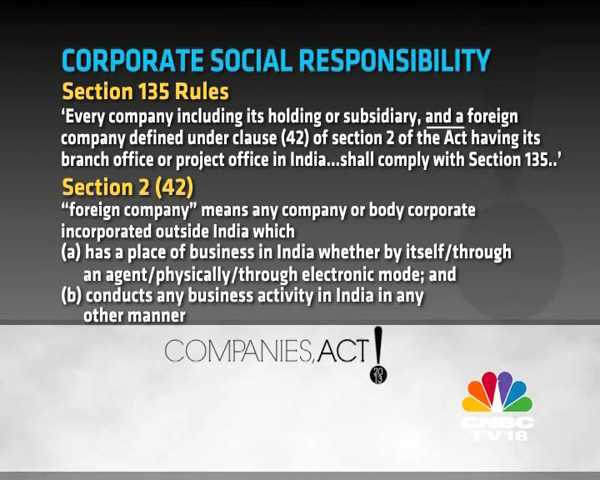 CORPORATE SOCIAL RESPONSIBILITY
Section 135 Rules
‘Every company including its holding or subsidiary, and a foreign
company defined under clause (42) of section 2 of the Act having its
branch office or project office in India...shall comply with Section 135..’
Section 2 (42)
“foreign company” means any company or body corporate
incorporated outside India which
(a) has a place of business in India whether by itself/through
an agent/physically/through electronic mode; and
(b) conducts any business activity in India in any
other manner
COMPANIES,ACT!
2013
CNBC
TV18